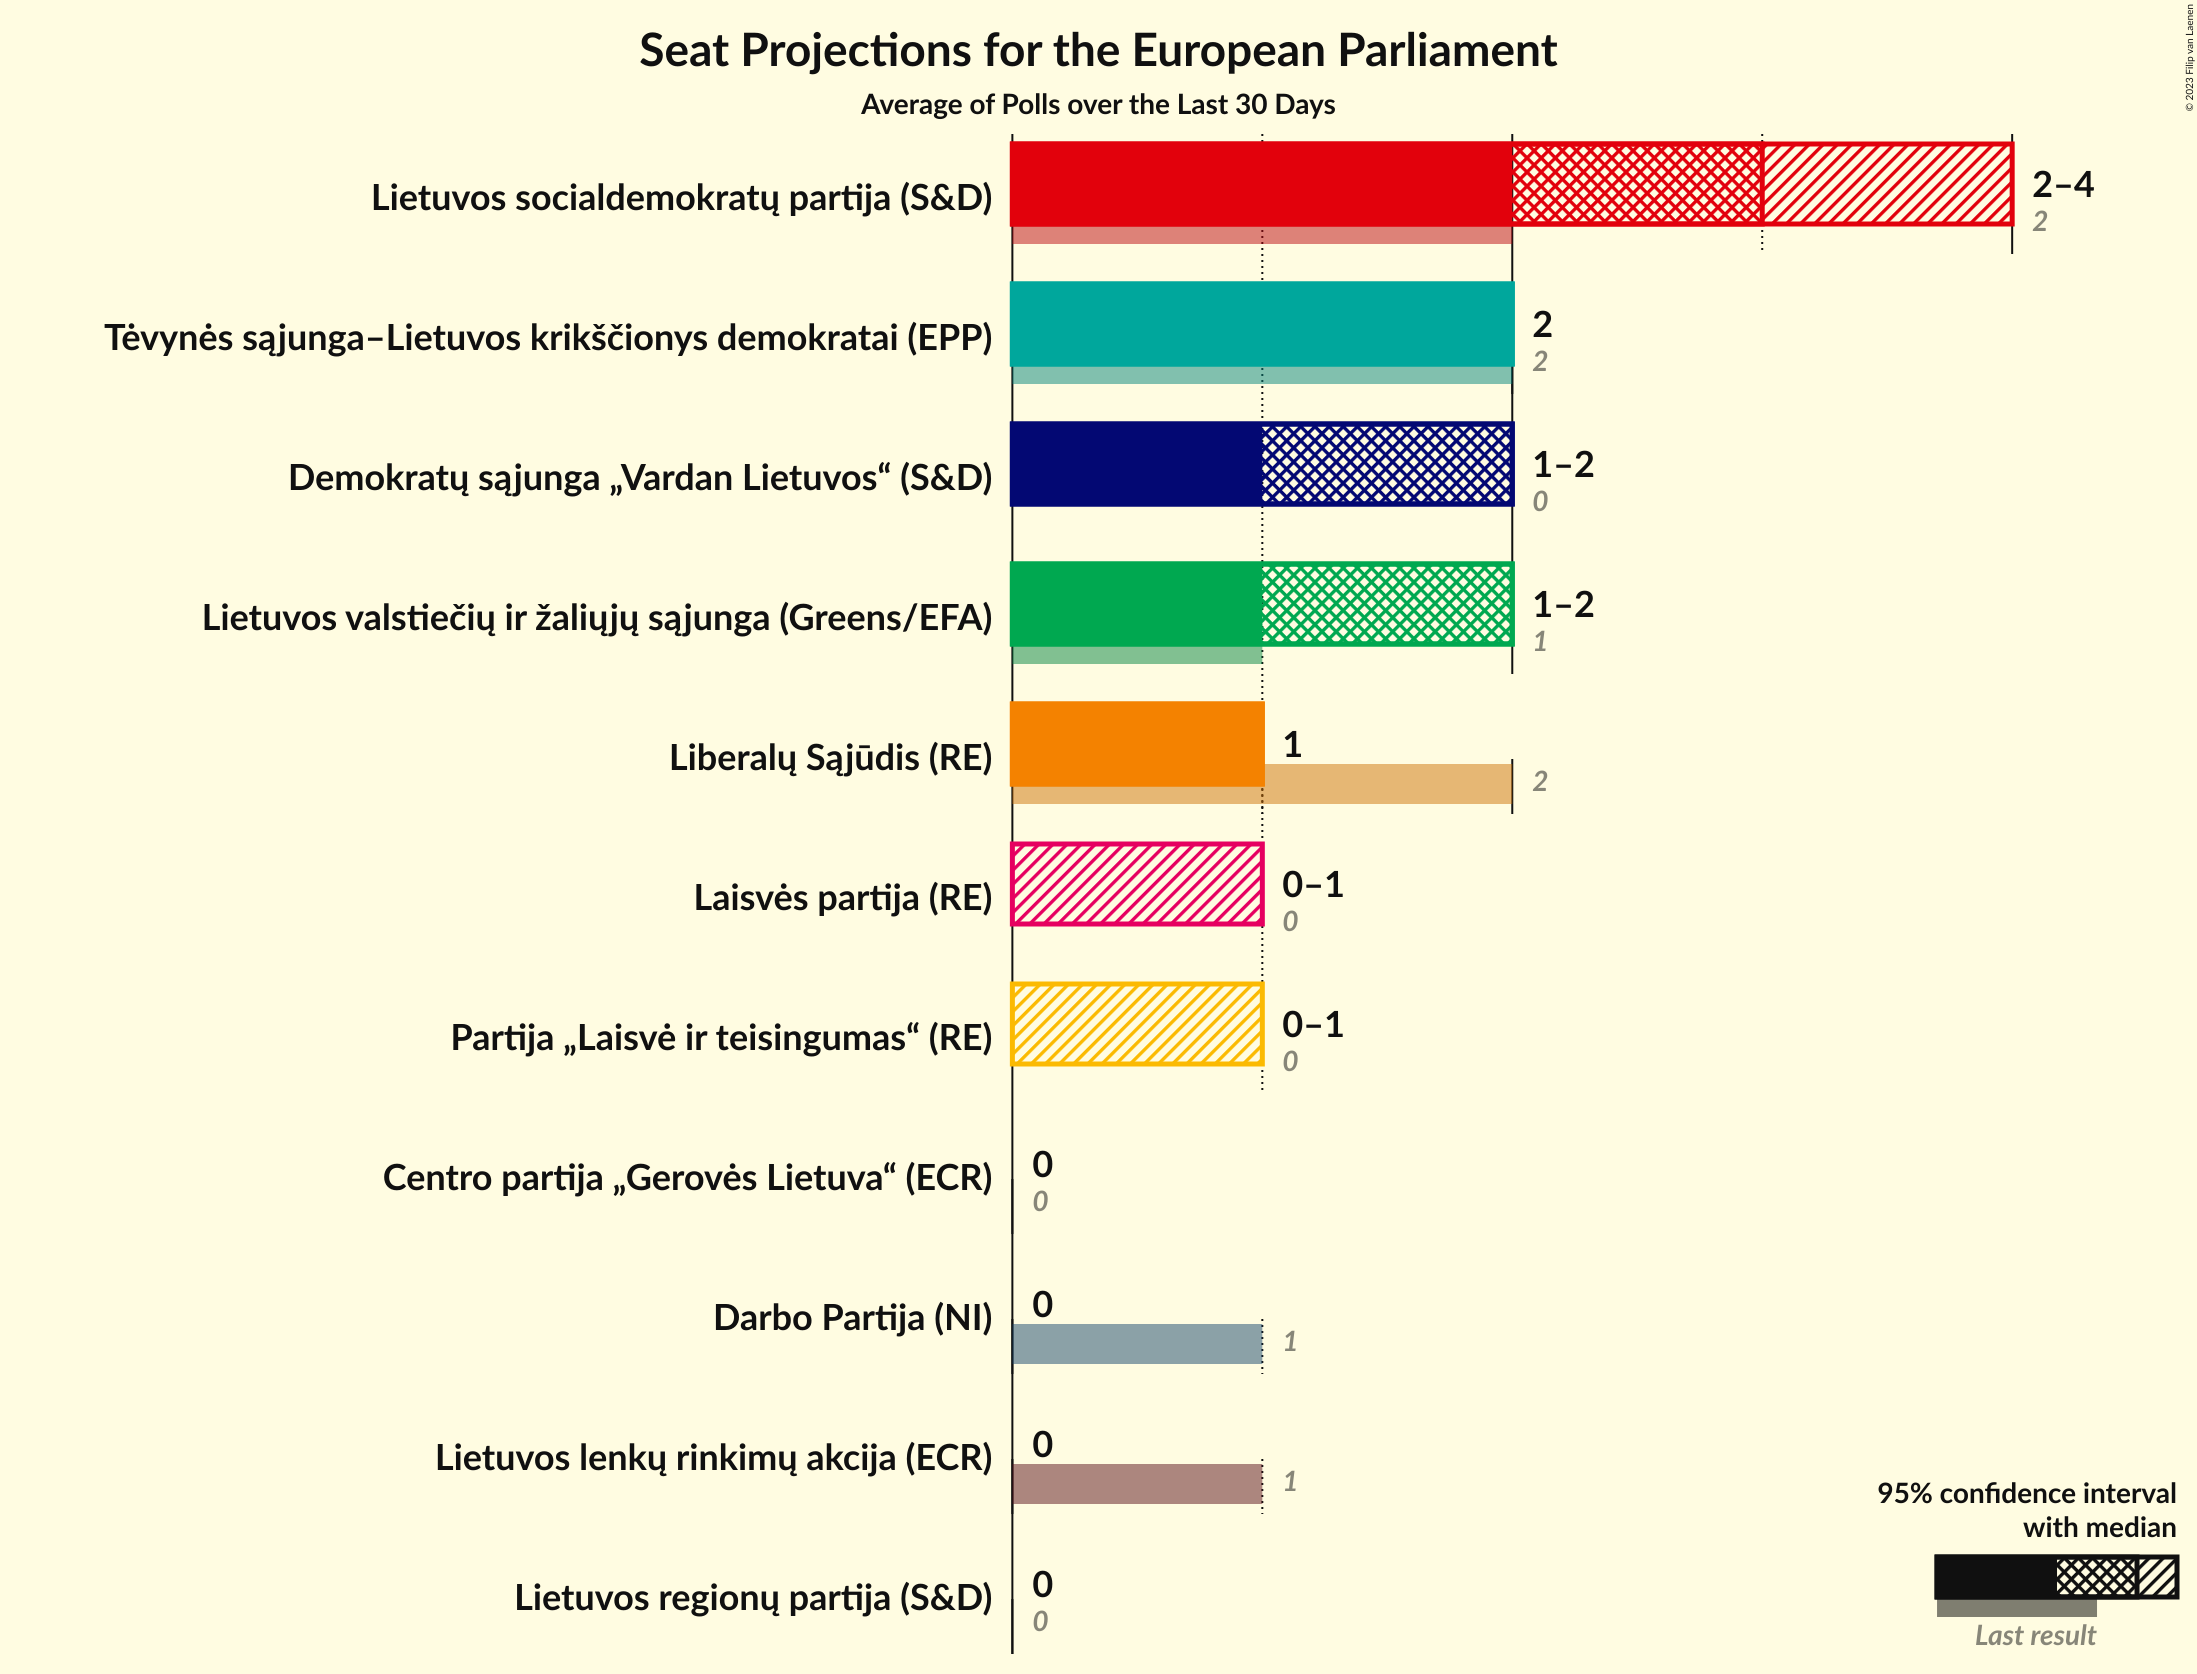 Seat Projections for the European Parliament
Average of Polls over the Last 30 Days
© 2023 Filip van Laenen
Lietuvos socialdemokratų partija (S&D)
2–4
2
Tėvynės sąjunga–Lietuvos krikščionys demokratai (EPP)
2
2
Demokratų sąjunga „Vardan Lietuvos“ (S&D)
1–2
0
Lietuvos valstiečių ir žaliųjų sąjunga (Greens/EFA)
1–2
1
Liberalų Sąjūdis (RE)
1
2
Laisvės partija (RE)
0–1
0
Partija „Laisvė ir teisingumas“ (RE)
0–1
0
Centro partija „Gerovės Lietuva“ (ECR)
0
0
Darbo Partija (NI)
0
1
Lietuvos lenkų rinkimų akcija (ECR)
0
1
Lietuvos regionų partija (S&D)
0
0
95% confidence interval
with median
Last result